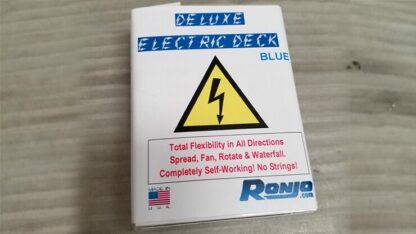 DELUXE
ELECTRIC DECK
BLUE
Total Flexibility in All Directions
Spread, Fan, Rotate & Waterfall.
Completely Self-Working! No Strings!
MADE IN
U.S.A.
RONJO
.com